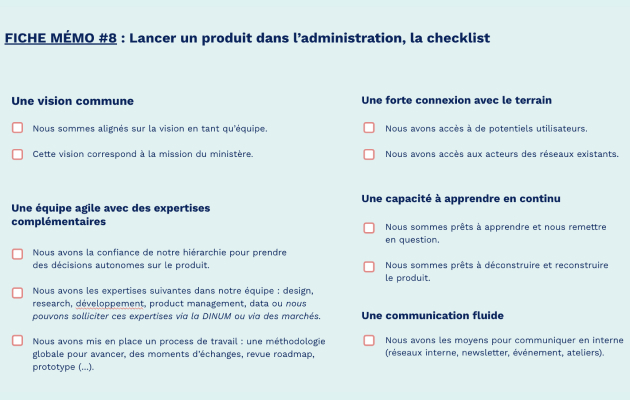 FICHE MÉMO #8 : Lancer un produit dans l'administration, la checklist
Une vision commune
Nous sommes alignés sur la vision en tant qu'équipe.
Cette vision correspond à la mission du ministère.
Une équipe agile avec des expertises
complémentaires
Nous avons la confiance de notre hiérarchie pour prendre
des décisions autonomes sur le produit.
Nous avons les expertises suivantes dans notre équipe : design,
research, développement, product management, data ou nous
pouvons solliciter ces expertises via la DINUM ou via des marchés.
Nous avons mis en place un process de travail : une méthodologie
globale pour avancer, des moments d'échanges, revue roadmap,
prototype (...).
Une forte connexion avec le terrain
Nous avons accès à de potentiels utilisateurs.
Nous avons accès aux acteurs des réseaux existants.
Une capacité à apprendre en continu
Nous sommes prêts à apprendre et nous remettre
en question.
Nous sommes prêts à déconstruire et reconstruire
le produit.
Une communication fluide
Nous avons les moyens pour communiquer en interne
(réseaux interne, newsletter, événement, ateliers).